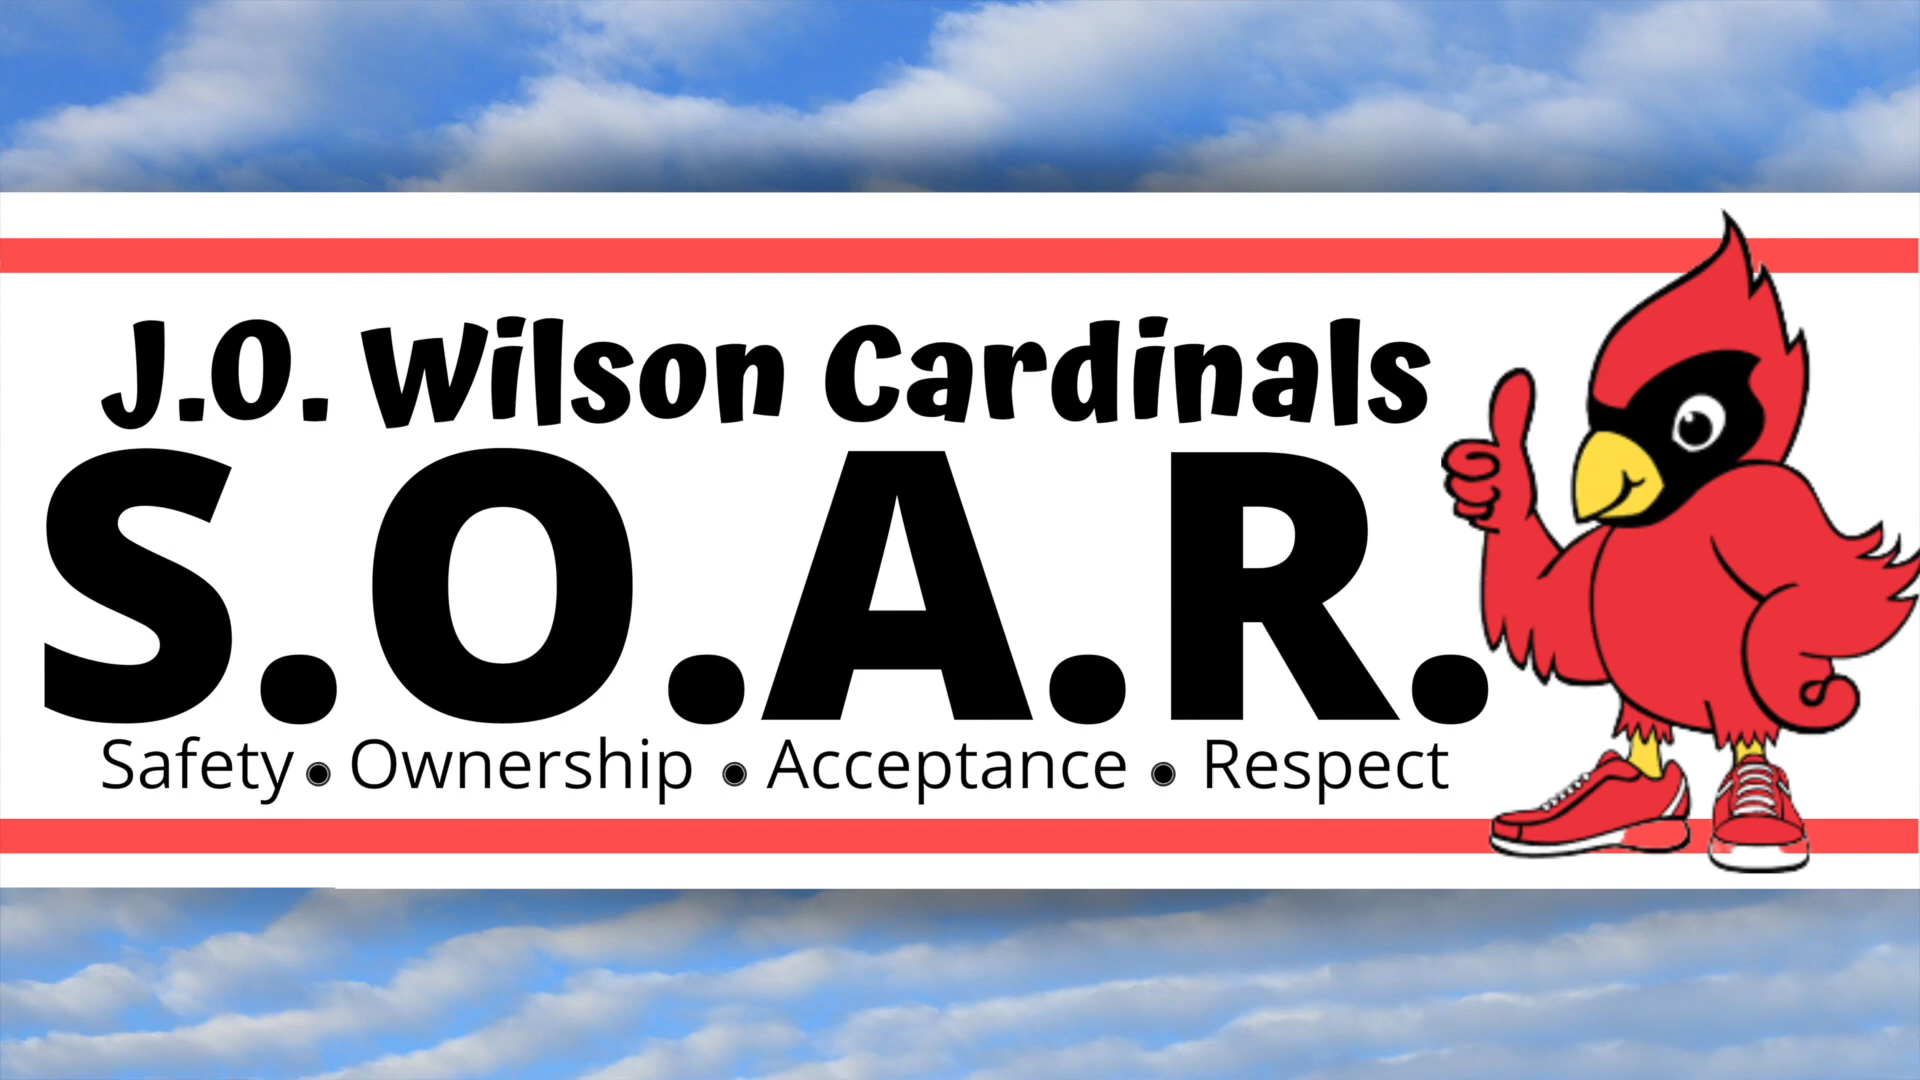 J.O. Wilson Cardinals
S.O.A.R.
Safety • Ownership • Acceptance • Respect